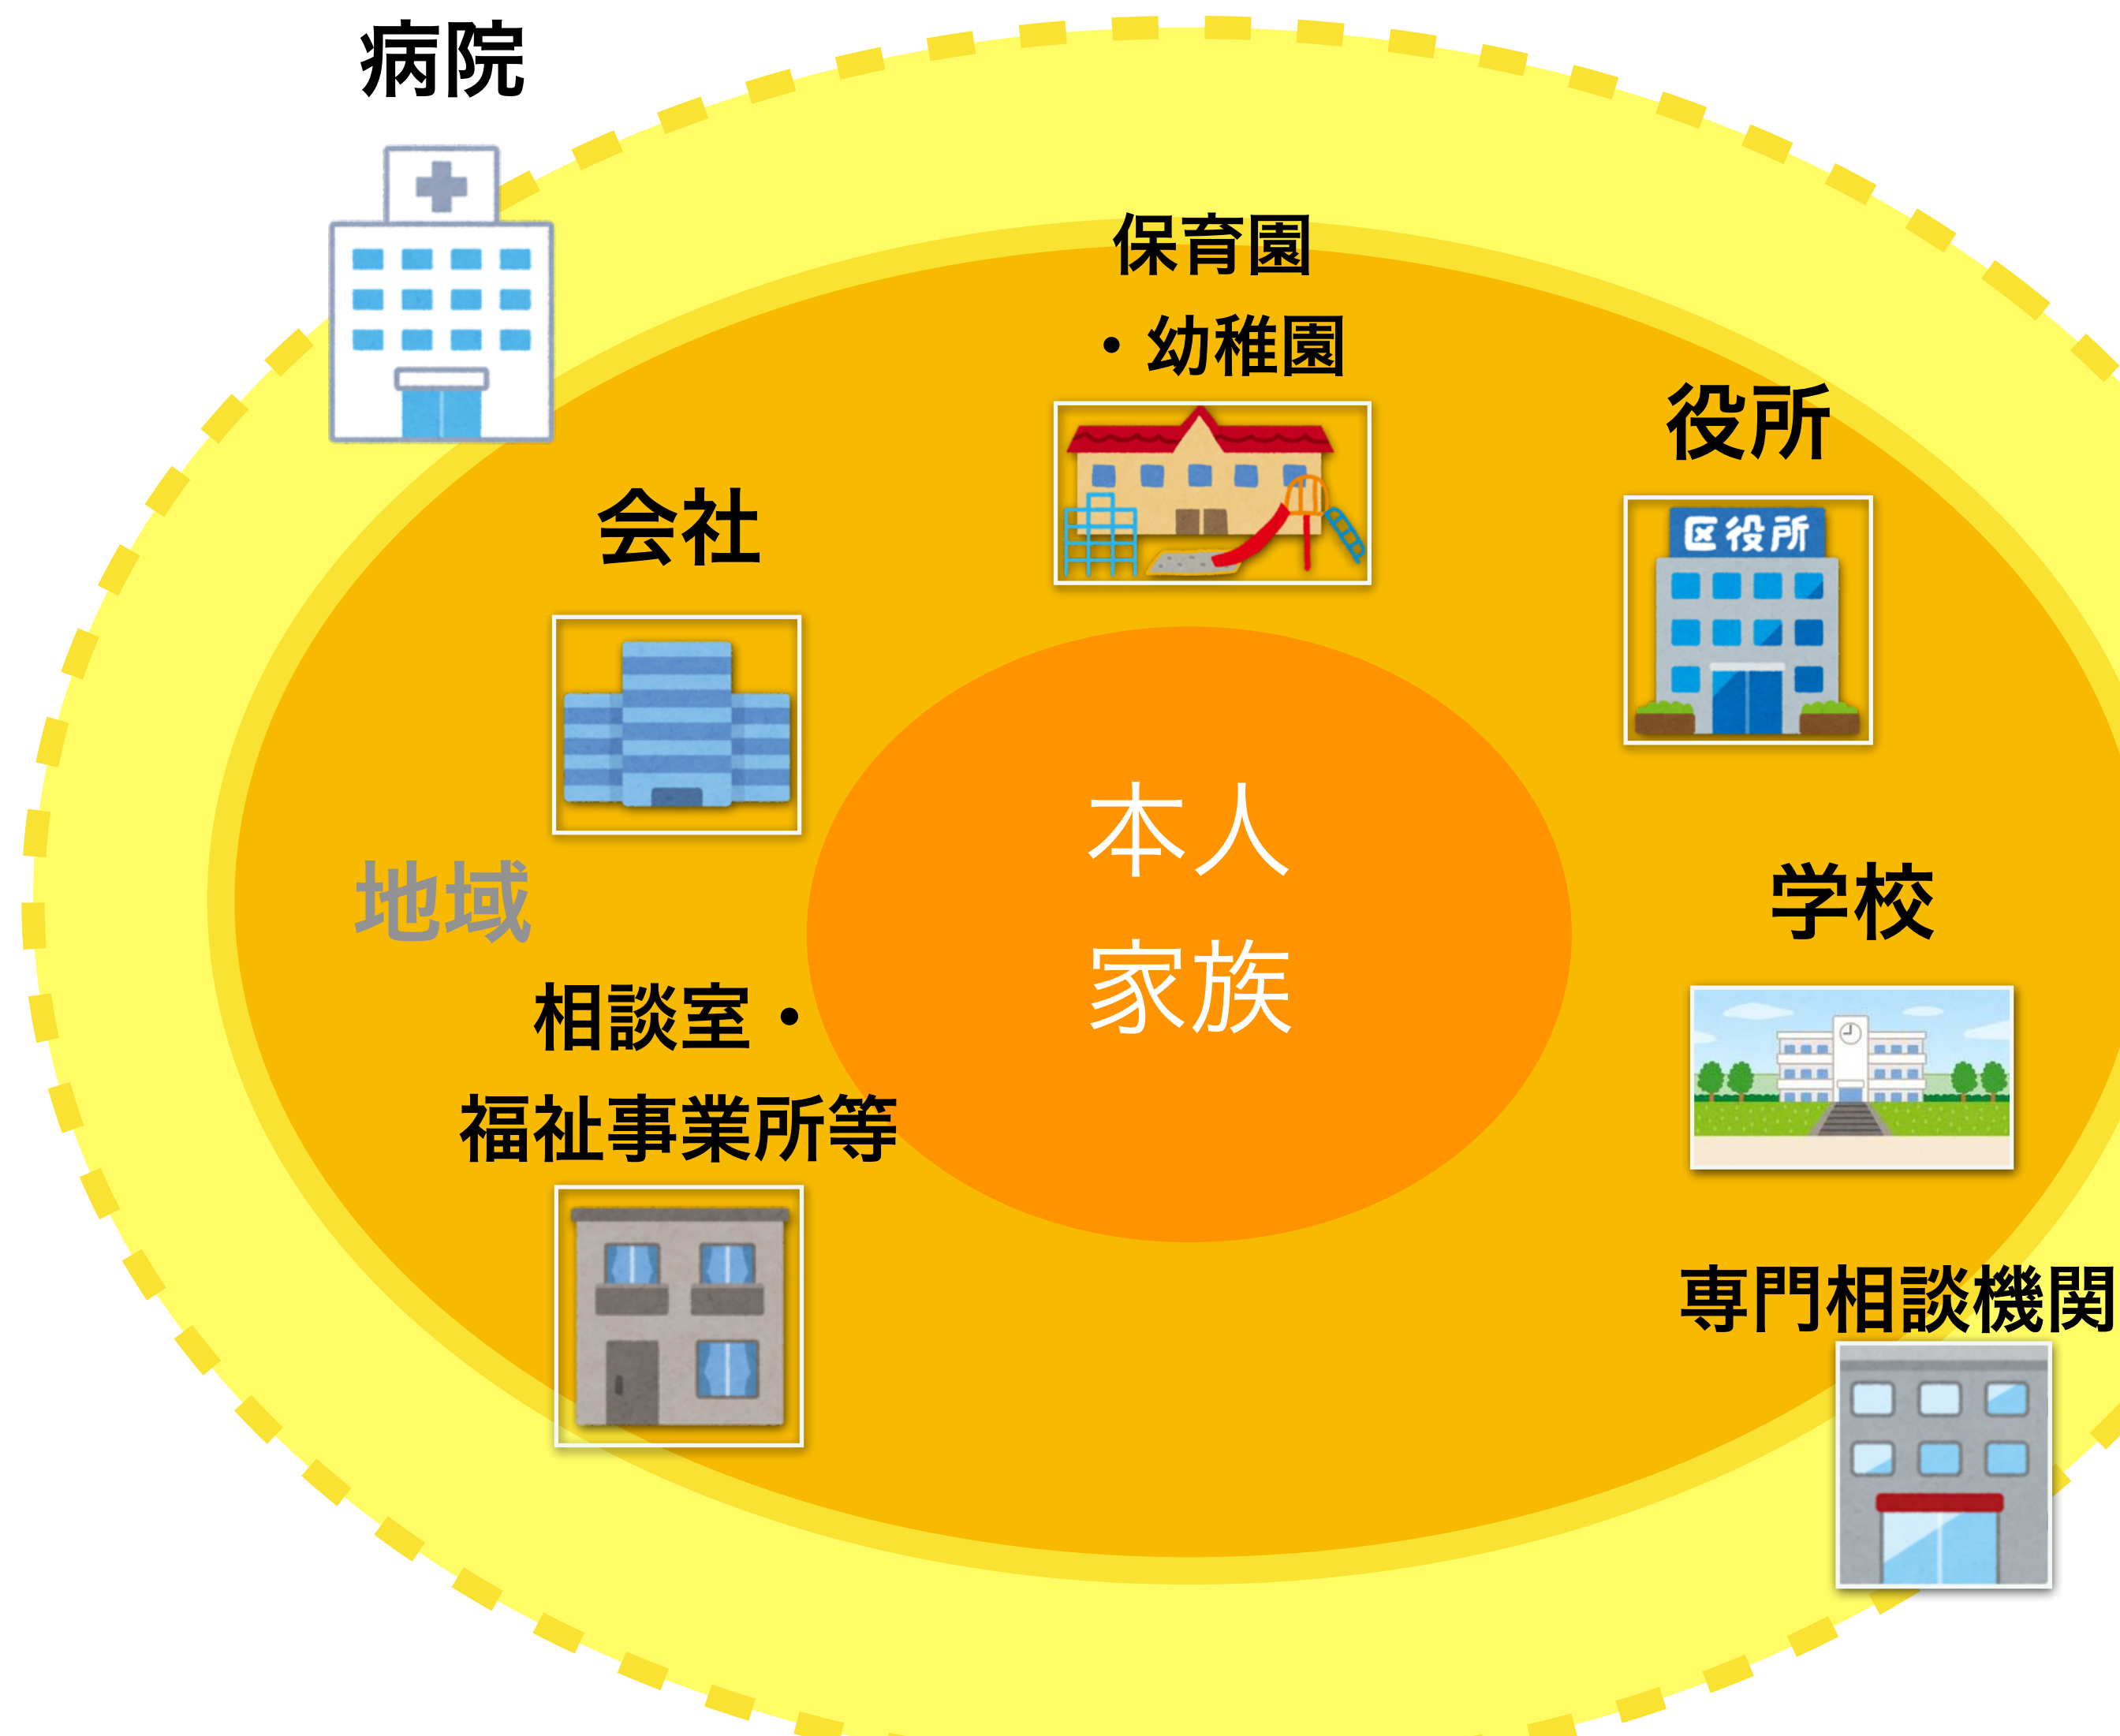 病院
保育園
・幼稚園
役所
区役所
会社
本人
家族
地域
学校
相談室・
福祉事業所等
専門相談機関